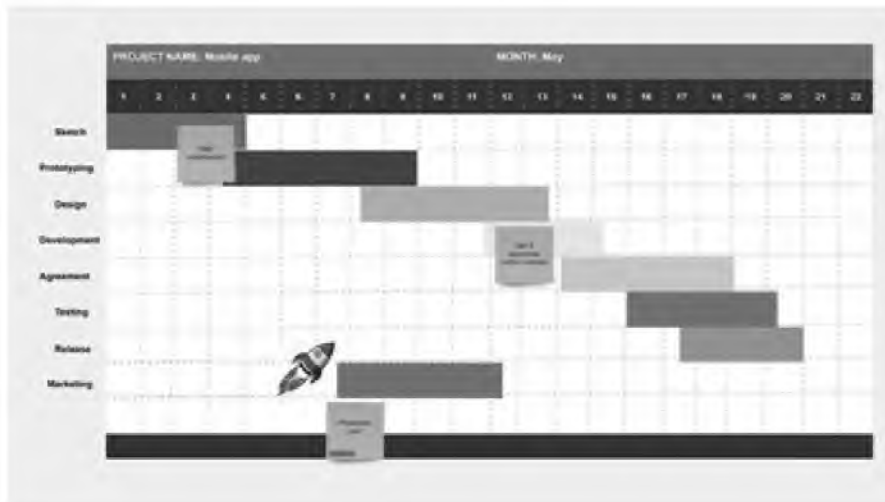 PROJECT NAME: Mobile app MONTH: May
1 2 3 4 5 6 7 8 9 10 11 12 13 14 15 16 17 18 19 20 21 22
Sketch
Prototyping
Design
Development
Agreement
Testing
Release
Marketing